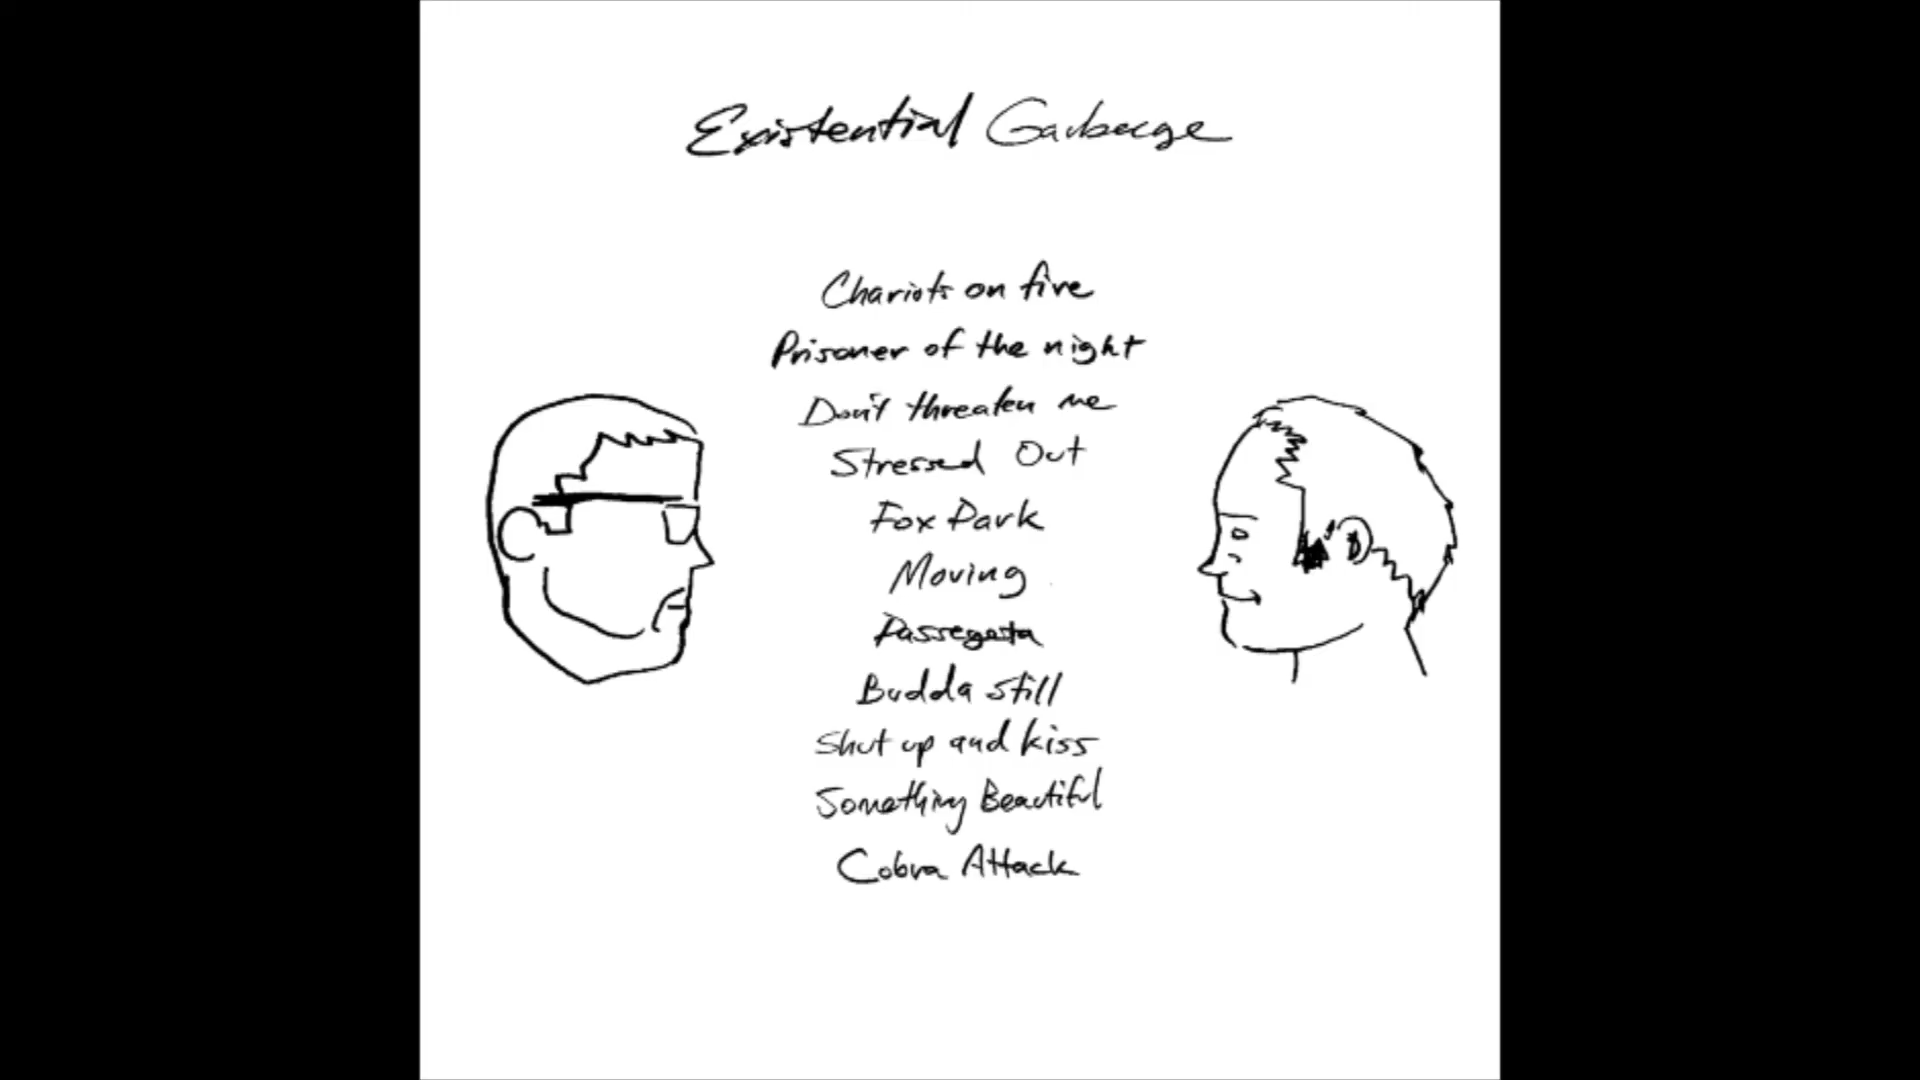 Existential Garbage
Chariots on fire
Prisoner of the night
Don't threaten me
Stressed Out
Fox Park
Moving
Passegata
Budda still
Shut up and kiss
Something Beautiful
Cobra Attack